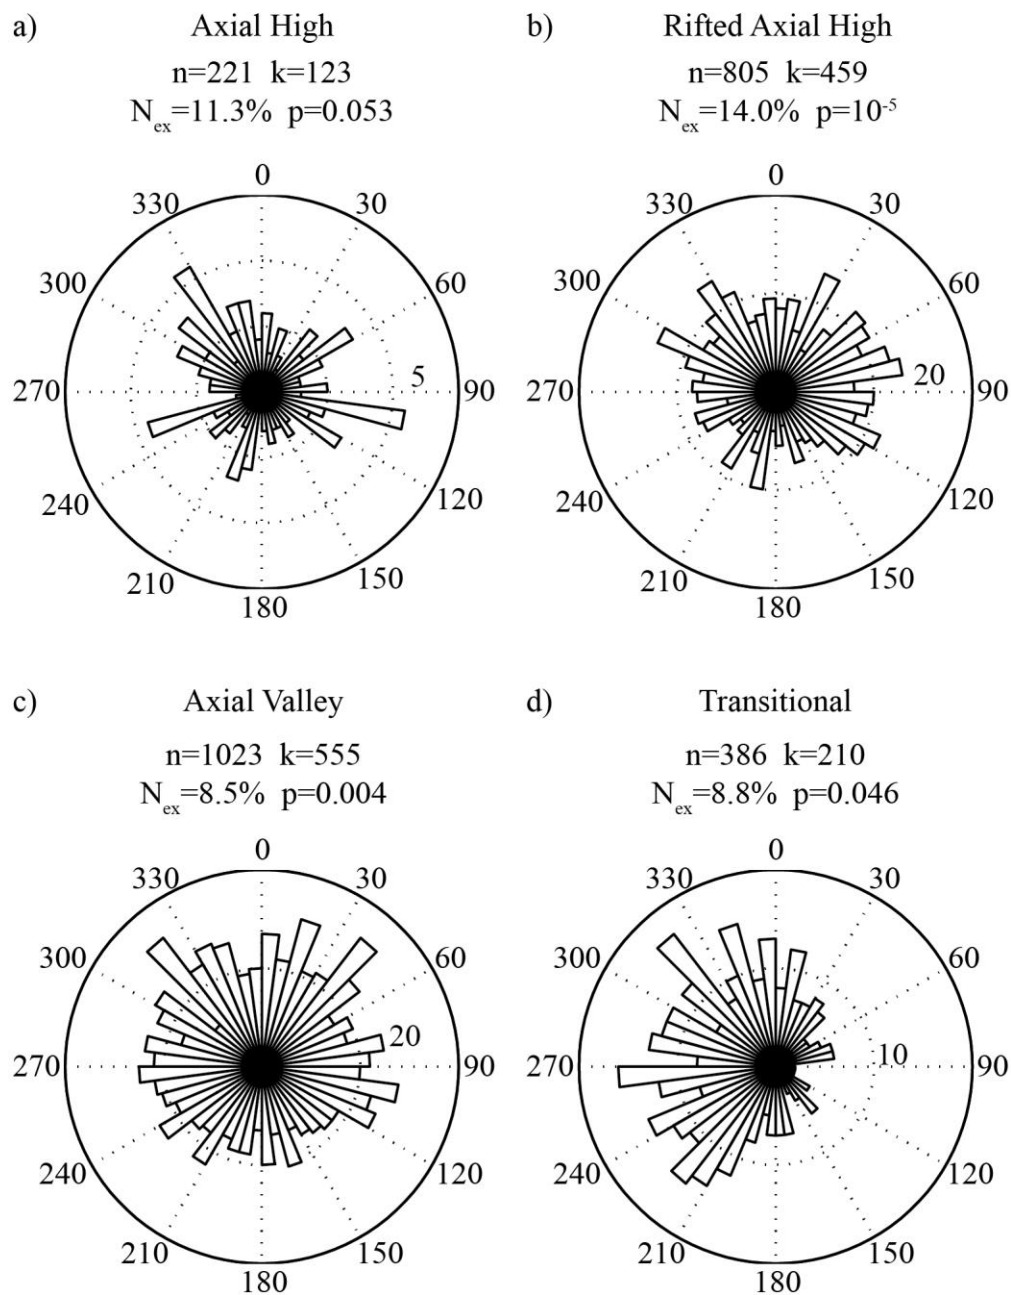 a) Axial High
n=221 k=123
Nex=11.3% p=0.053
0
330 30
300 60
270 5 90
240 120
210 150
180
b) Rifted Axial High
n=805 k=459
Nex=14.0% p=10-5
0
330 30
300 60
270 20 90
240 120
210 150
180
c) Axial Valley
n=1023 k=555
Nex=8.5% p=0.004
0
330 30
300 60
20
270 90
240 120
210 150
180
d) Transitional
n=386 k=210
Nex=8.8% p=0.046
0
330 30
300 60
270 10 90
240 120
210 150
180